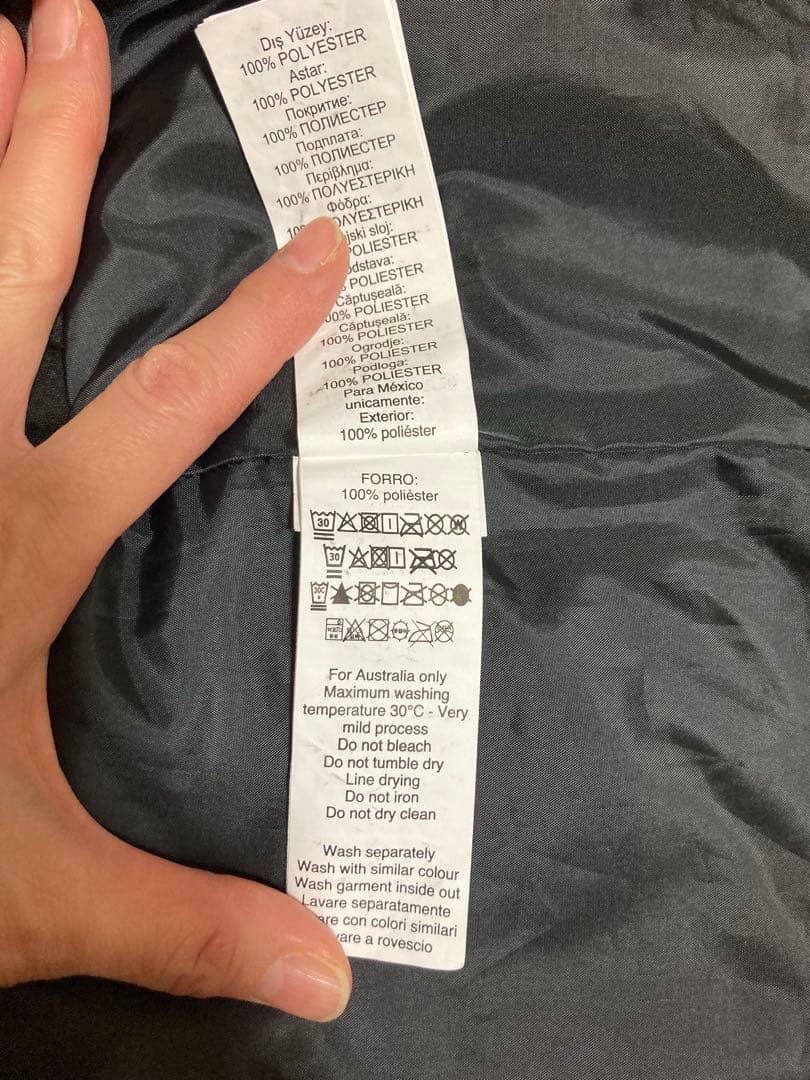 Dış Yüzey:
100% POLYESTER
Astar:
100% POLYESTER
Покритие:
100% ПОЛИЕСТЕР
Подплата:
100% ПОЛИЕСТЕР
Περίβλημα:
100% ΠΟΛΥΕΣΤΕΡΙΚΗ
Φόδρα:
ΠΟΛΥΕΣΤΕΡΙΚΗ
sloj:
POLIESTER
POLIESTER
Căptuşeală:
POLIESTER
Căptuşeală:
100% POLIESTER
Ogrodje:
100% POLIESTER
Podloga:
100% POLIESTER
Para México
unicamente:
Exterior:
100% poliéster
FORRO:
100% poliéster
30
30
30C
For Australia only
Maximum washing
temperature 30°C - Very
mild process
Do not bleach
Do not tumble dry
Line drying
Do not iron
Do not dry clean
Wash separately
Wash with similar colour
Wash garment inside out
Lavare separatamente
con colori similari
a rovescio